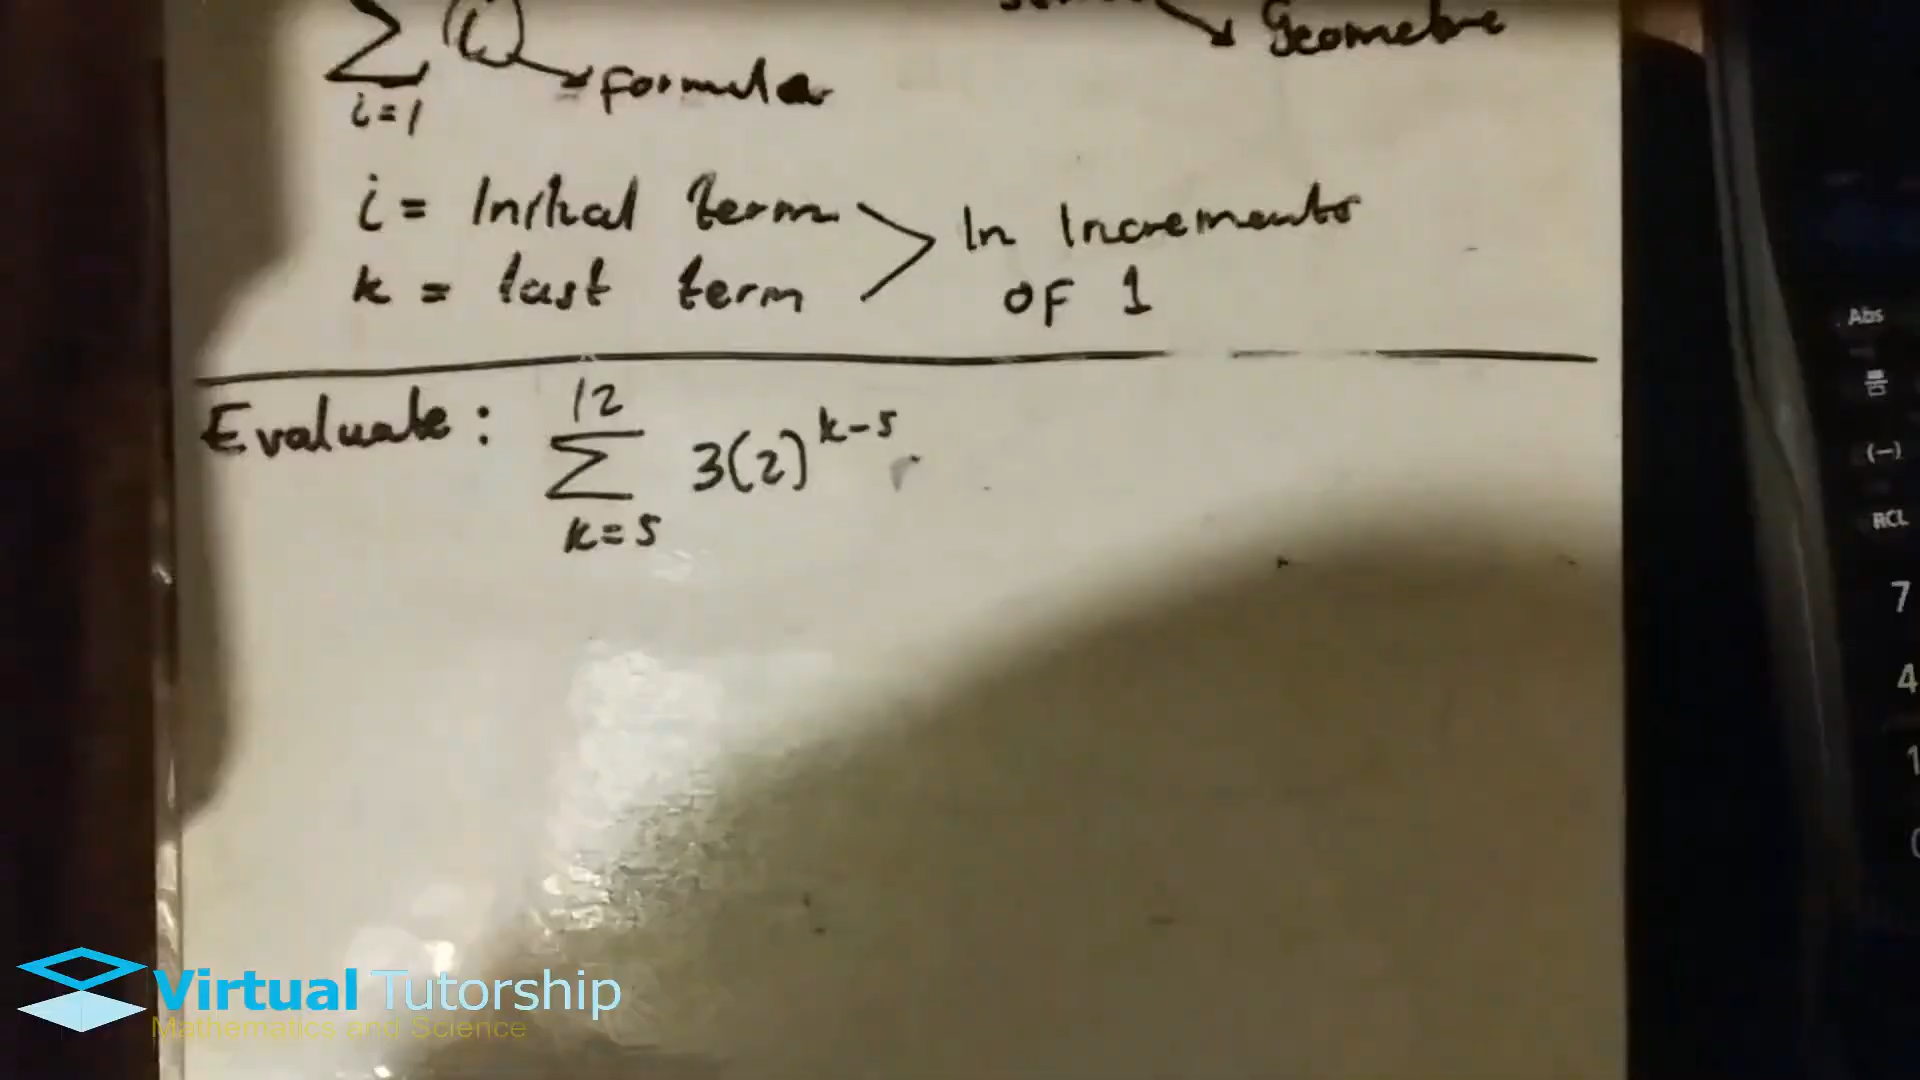 ∑ (i) → formula → Geometric
i=1
i = Initial term > In Increments
k = last term of 1
Evaluate: 12
∑ 3(2)^k-5
k=5
Abs
(-)
RCL
7
4
1
Virtual Tutorship
Mathematics and Science